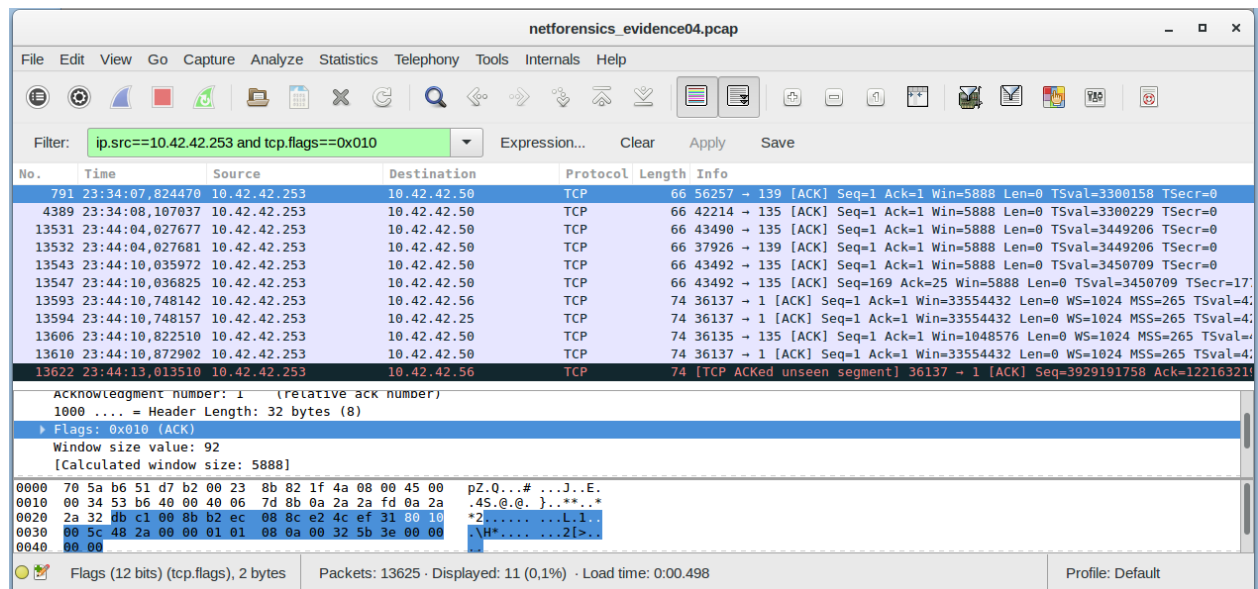 netforensics_evidence04.pcap
File Edit View Go Capture Analyze Statistics Telephony Tools Internals Help
Filter: ip.src==10.42.42.253 and tcp.flags==0x010 Expression... Clear Apply Save
No. Time Source Destination Protocol Length Info
791 23:34:07,824470 10.42.42.253 10.42.42.50 TCP 66 56257 → 139 [ACK] Seq=1 Ack=1 Win=5888 Len=0 TSval=3300158 TSecr=0
4389 23:34:08,107037 10.42.42.253 10.42.42.50 TCP 66 42214 → 135 [ACK] Seq=1 Ack=1 Win=5888 Len=0 TSval=3300229 TSecr=0
13531 23:44:04,027677 10.42.42.253 10.42.42.50 TCP 66 43490 → 135 [ACK] Seq=1 Ack=1 Win=5888 Len=0 TSval=3449206 TSecr=0
13532 23:44:04,027681 10.42.42.253 10.42.42.50 TCP 66 37926 → 139 [ACK] Seq=1 Ack=1 Win=5888 Len=0 TSval=3449206 TSecr=0
13543 23:44:10,035972 10.42.42.253 10.42.42.50 TCP 66 43492 → 135 [ACK] Seq=1 Ack=1 Win=5888 Len=0 TSval=3450709 TSecr=0
13547 23:44:10,036825 10.42.42.253 10.42.42.50 TCP 66 43492 → 135 [ACK] Seq=169 Ack=25 Win=5888 Len=0 TSval=3450709 TSecr=17
13593 23:44:10,748142 10.42.42.253 10.42.42.56 TCP 74 36137 → 1 [ACK] Seq=1 Ack=1 Win=33554432 Len=0 WS=1024 MSS=265 TSval=42
13594 23:44:10,748157 10.42.42.253 10.42.42.25 TCP 74 36137 → 1 [ACK] Seq=1 Ack=1 Win=33554432 Len=0 WS=1024 MSS=265 TSval=42
13606 23:44:10,822510 10.42.42.253 10.42.42.50 TCP 74 36135 → 135 [ACK] Seq=1 Ack=1 Win=1048576 Len=0 WS=1024 MSS=265 TSval=
13610 23:44:10,872902 10.42.42.253 10.42.42.50 TCP 74 36137 → 1 [ACK] Seq=1 Ack=1 Win=33554432 Len=0 WS=1024 MSS=265 TSval=42
13622 23:44:13,013510 10.42.42.253 10.42.42.56 TCP 74 [TCP ACKed unseen segment] 36137 → 1 [ACK] Seq=3929191758 Ack=122163219
Acknowledgment number: 1 (relative ack number)
1000 .... = Header Length: 32 bytes (8)
Flags: 0x010 (ACK)
Window size value: 92
[Calculated window size: 5888]
0000 70 5a b6 51 d7 b2 00 23 8b 82 1f 4a 08 00 45 00 pZ.Q...# ...J..E.
0010 00 34 53 b6 40 00 40 06 7d 8b 0a 2a 2a fd 0a 2a .4S.@.@. }..**..*
0020 2a 32 db c1 00 8b b2 ec 08 8c e2 4c ef 31 80 10 *2...... ...L.1..
0030 00 5c 48 2a 00 00 01 01 08 0a 00 32 5b 3e 00 00 .\H*.... ...2[>..
0040 00 00 ..
Flags (12 bits) (tcp.flags), 2 bytes Packets: 13625 · Displayed: 11 (0,1%) · Load time: 0:00.498 Profile: Default